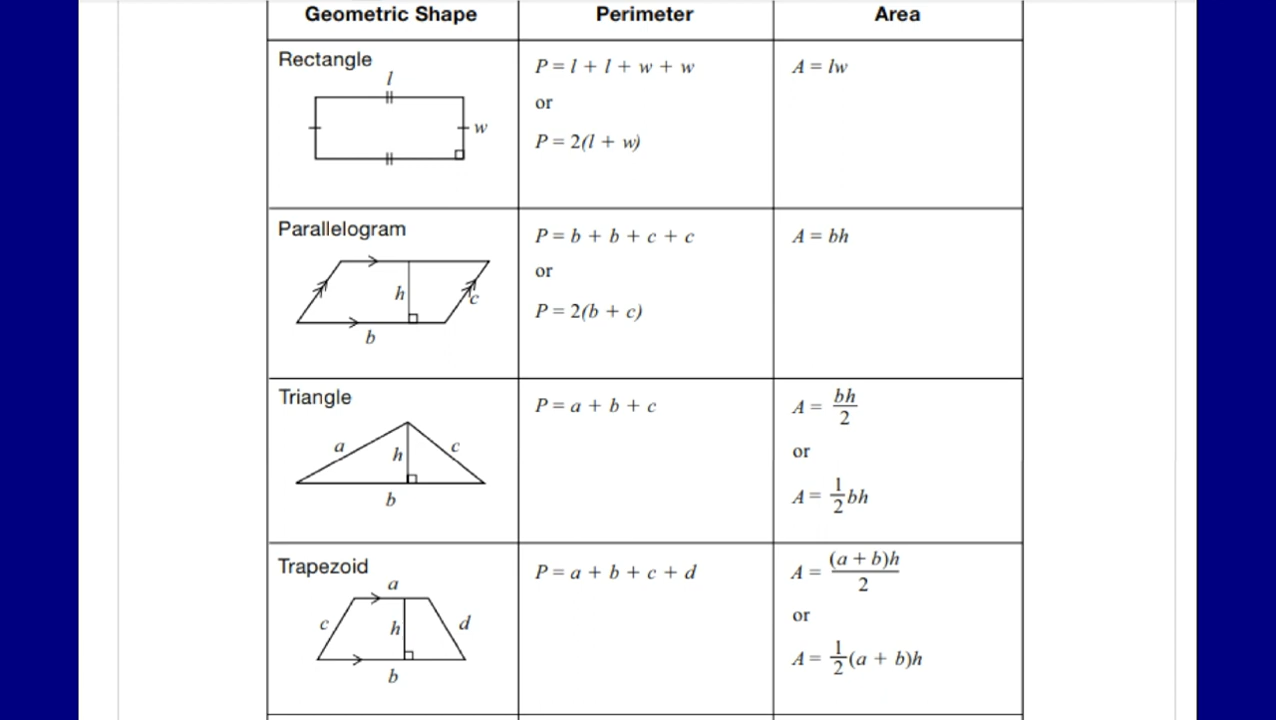 Geometric Shape Perimeter Area
Rectangle
l
w
P = l + l + w + w
or
P = 2(l + w)
A = lw
Parallelogram
h
c
b
P = b + b + c + c
or
P = 2(b + c)
A = bh
Triangle
a
h
c
b
P = a + b + c
A = bh/2
or
A = 1/2 bh
Trapezoid
a
c
h
d
b
P = a + b + c + d
A = (a + b)h/2
or
A = 1/2 (a + b)h